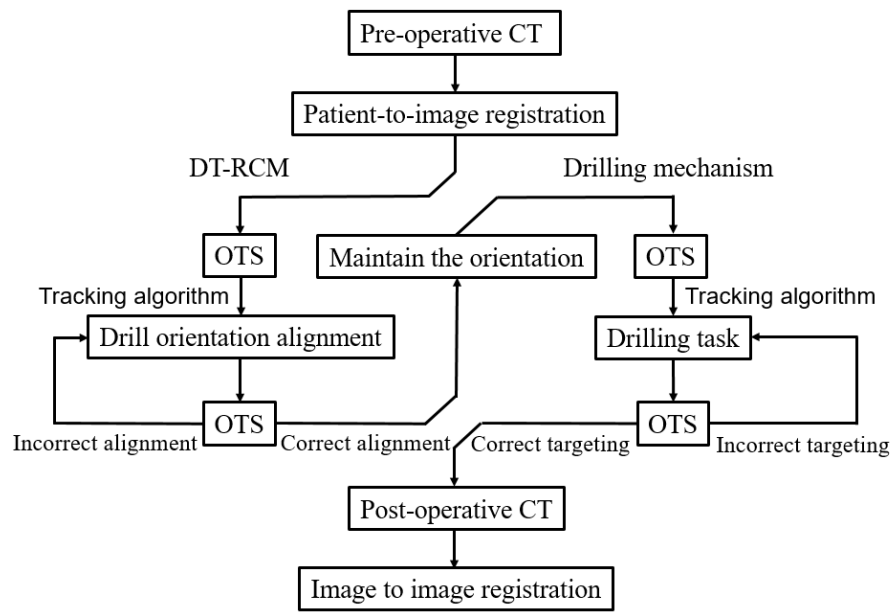 Pre-operative CT
Patient-to-image registration
DT-RCM
Drilling mechanism
OTS
Maintain the orientation
OTS
Tracking algorithm
Tracking algorithm
Drill orientation alignment
Drilling task
OTS
OTS
Incorrect alignment
Correct alignment
Correct targeting
Incorrect targeting
Post-operative CT
Image to image registration